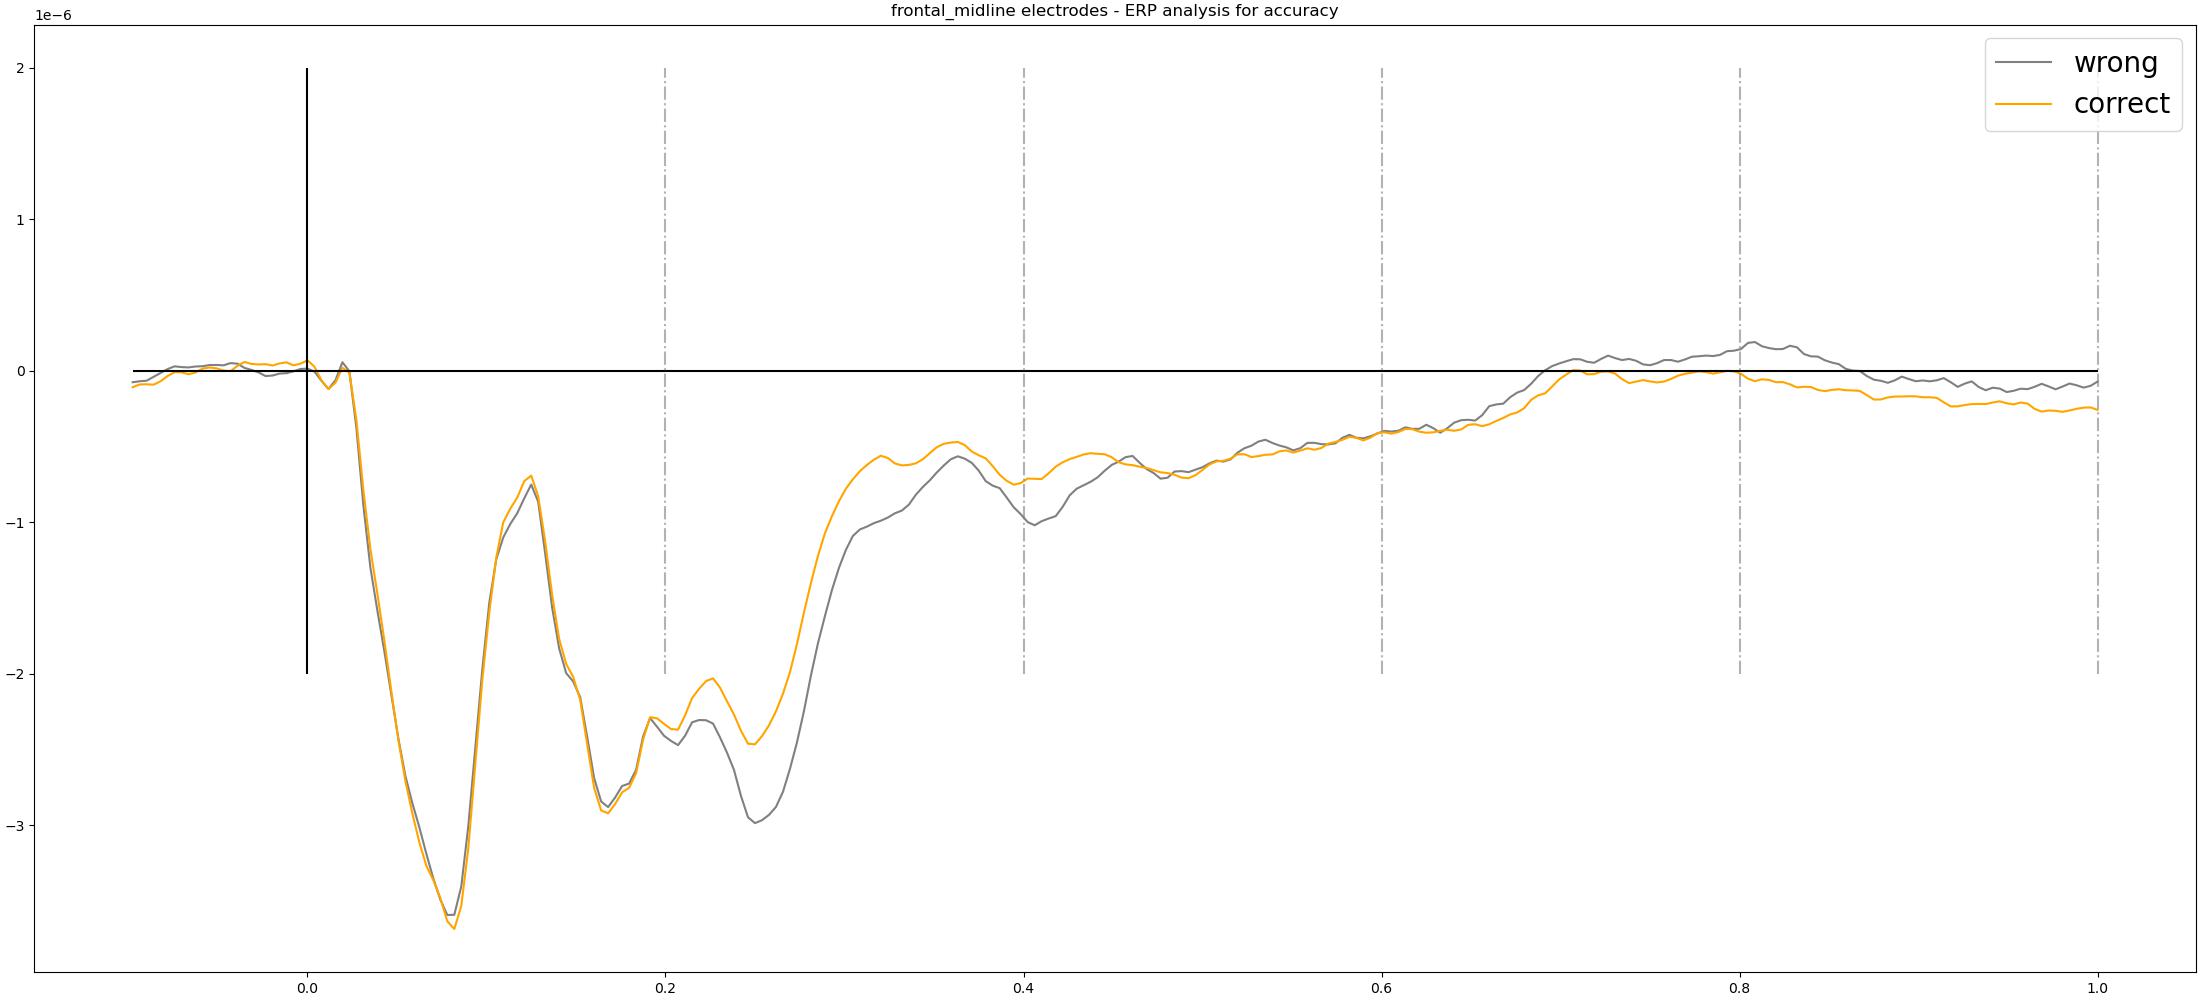 frontal_midline electrodes - ERP analysis for accuracy
1e−6
2
1
0
−1
−2
−3
wrong
correct
0.0 0.2 0.4 0.6 0.8 1.0